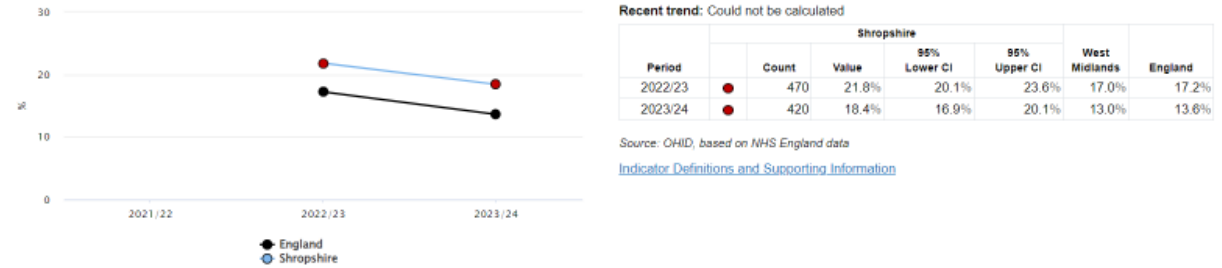 30
20
%
10
0
2021/22 2022/23 2023/24
England
Shropshire
Recent trend: Could not be calculated
Shropshire
Period Count Value 95% Lower CI 95% Upper CI West Midlands England
2022/23 470 21.8% 20.1% 23.6% 17.0% 17.2%
2023/24 420 18.4% 16.9% 20.1% 13.0% 13.6%
Source: OHID, based on NHS England data
Indicator Definitions and Supporting Information